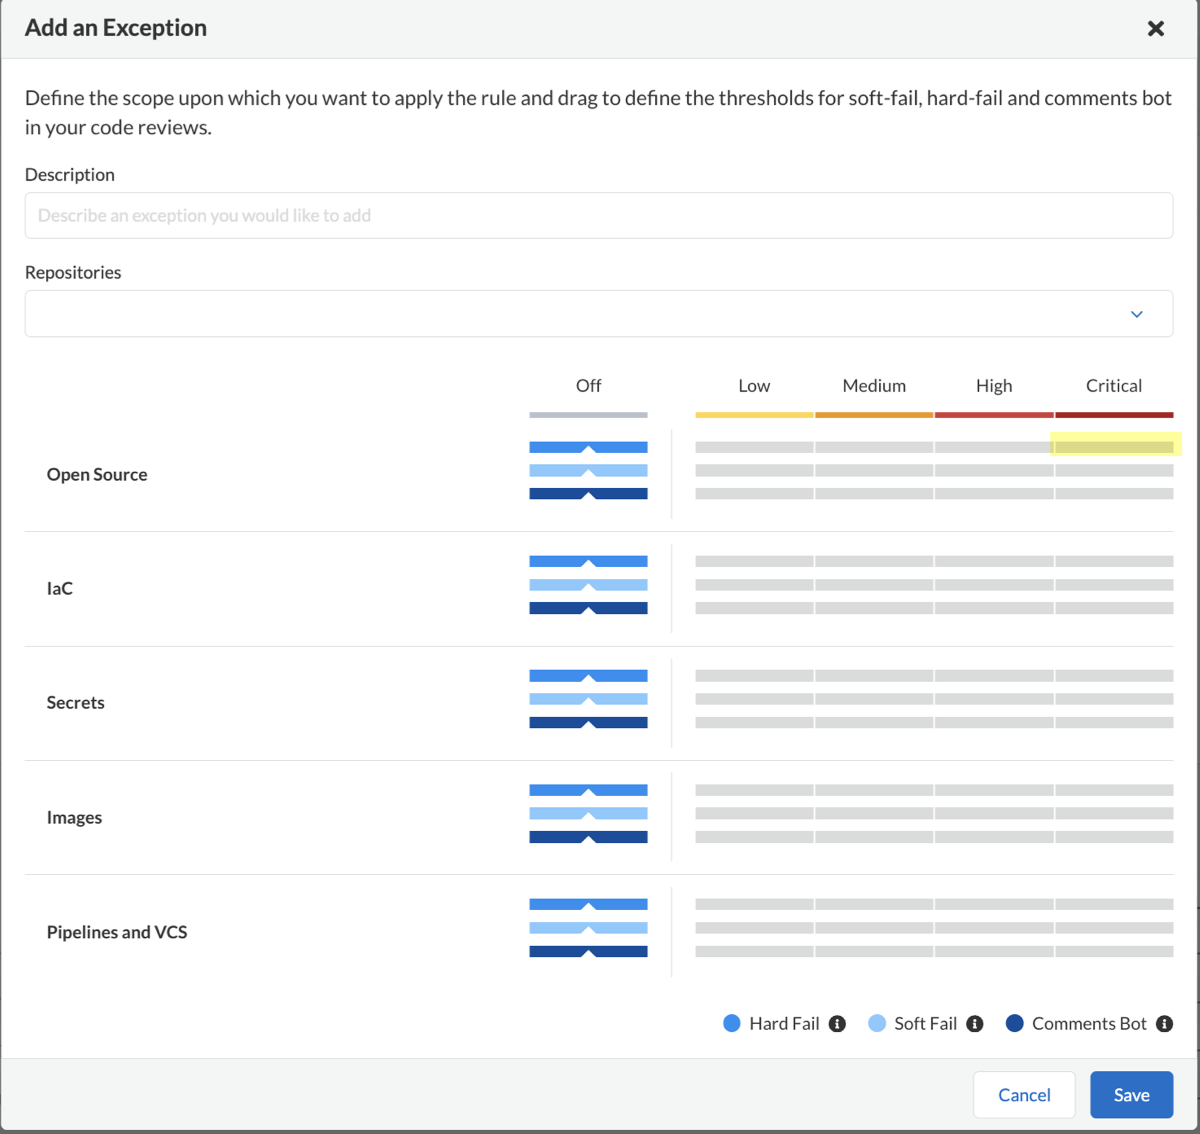 Add an Exception
Define the scope upon which you want to apply the rule and drag to define the thresholds for soft-fail, hard-fail and comments bot
in your code reviews.
Description
Describe an exception you would like to add
Repositories
Off Low Medium High Critical
Open Source
IaC
Secrets
Images
Pipelines and VCS
Hard Fail Soft Fail Comments Bot
Cancel Save